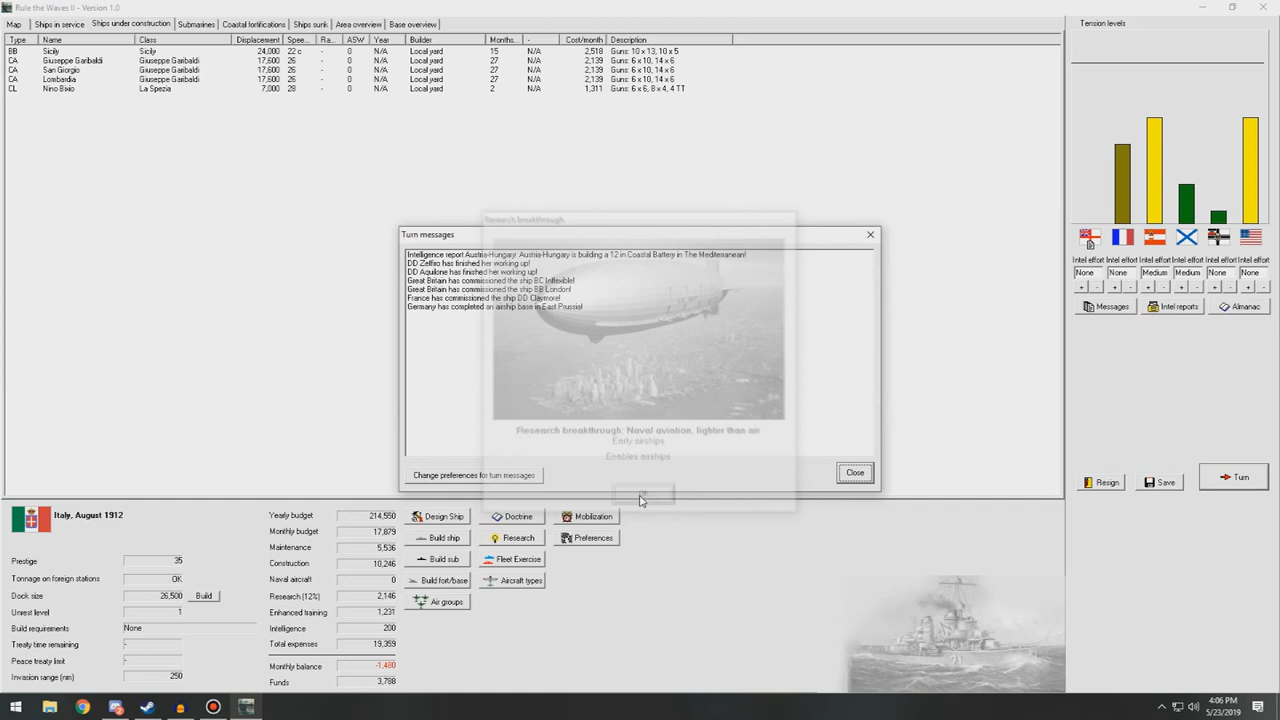 Rule the Waves II - Version 1.0
Map Ships in service Ships under construction Submarines Coastal fortifications Ships sunk Area overview Base overview
Type Name Class Displacement Spee... Ra... ASW Year Builder Months... - Cost/month Description
BB Sicily Sicily 24,000 22 c - 0 N/A Local yard 15 N/A 2,518 Guns: 10 x 13, 10 x 5
CA Giuseppe Garibaldi Giuseppe Garibaldi 17,600 26 - 0 N/A Local yard 27 N/A 2,139 Guns: 6 x 10, 14 x 6
CA San Giorgio Giuseppe Garibaldi 17,600 26 - 0 N/A Local yard 27 N/A 2,139 Guns: 6 x 10, 14 x 6
CA Lombardia Giuseppe Garibaldi 17,600 26 - 0 N/A Local yard 27 N/A 2,139 Guns: 6 x 10, 14 x 6
CL Nino Bixio La Spezia 7,000 28 - 0 N/A Local yard 2 N/A 1,311 Guns: 6 x 6, 8 x 4, 4 TT
Tension levels
Intel effort Intel effort Intel effort Intel effort Intel effort Intel effort
None None Medium Medium None None
+ - + - + - + - + - + -
Messages Intel reports Almanac
Resign Save Turn
Research breakthrough
Turn messages
Intelligence report Austria-Hungary: Austria-Hungary is building a 12 in Coastal Battery in The Mediterranean!
DD Zeffiro has finished her working up!
DD Aquilone has finished her working up!
Great Britain has commissioned the ship BC Inflexible!
Great Britain has commissioned the ship BB London!
France has commissioned the ship DD Claymore!
Germany has completed an airship base in East Prussia!
Research breakthrough: Naval aviation, lighter than air
Early airships
Enables airships
Change preferences for turn messages
Close
Italy, August 1912
Prestige 35
Tonnage on foreign stations OK
Dock size 26,500 Build
Unrest level 1
Build requirements None
Treaty time remaining -
Peace treaty limit -
Invasion range (nm) 250
Yearly budget 214,550
Monthly budget 17,879
Maintenance 5,536
Construction 10,246
Naval aircraft 0
Research (12%) 2,146
Enhanced training 1,231
Intelligence 200
Total expenses 19,359
Monthly balance -1,480
Funds 3,788
Design Ship Doctrine Mobilization
Build ship Research Preferences
Build sub Fleet Exercise
Build fort/base Aircraft types
Air groups
4:06 PM
5/23/2019